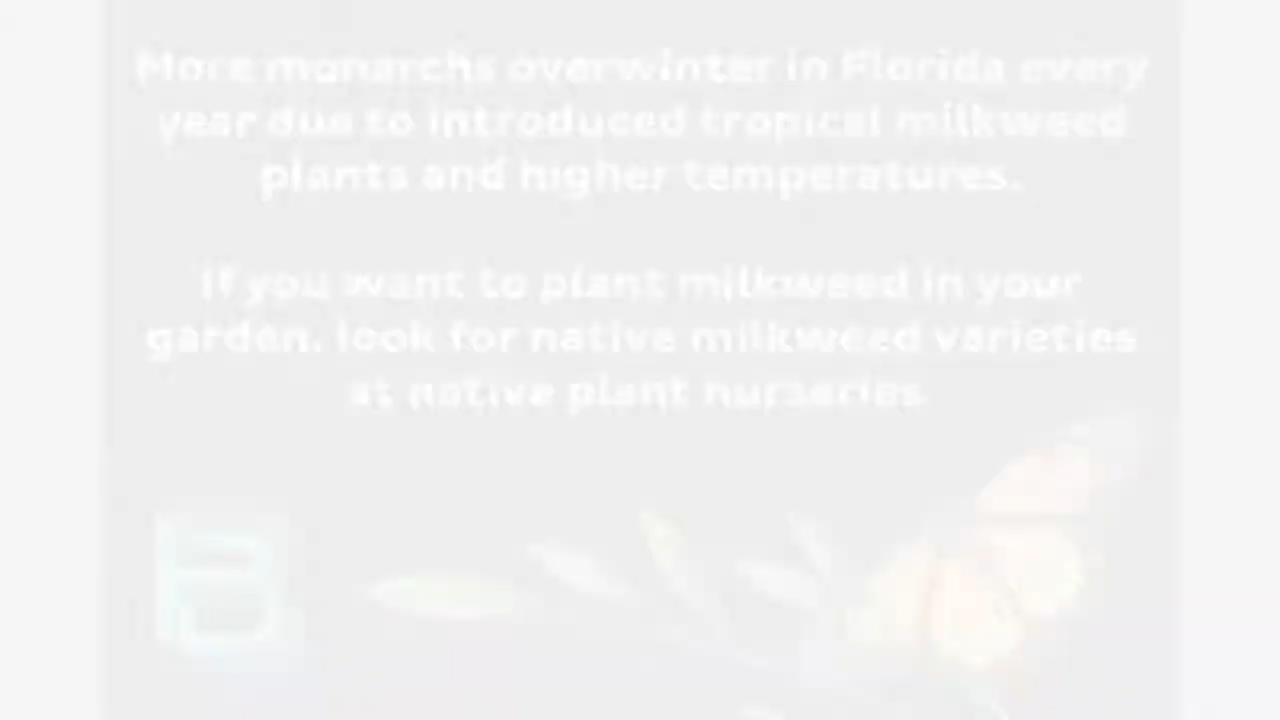 More monarchs overwinter in Florida every
year due to introduced tropical milkweed
plants and higher temperatures.
If you want to plant milkweed in your
garden, look for native milkweed varieties
at native plant nurseries